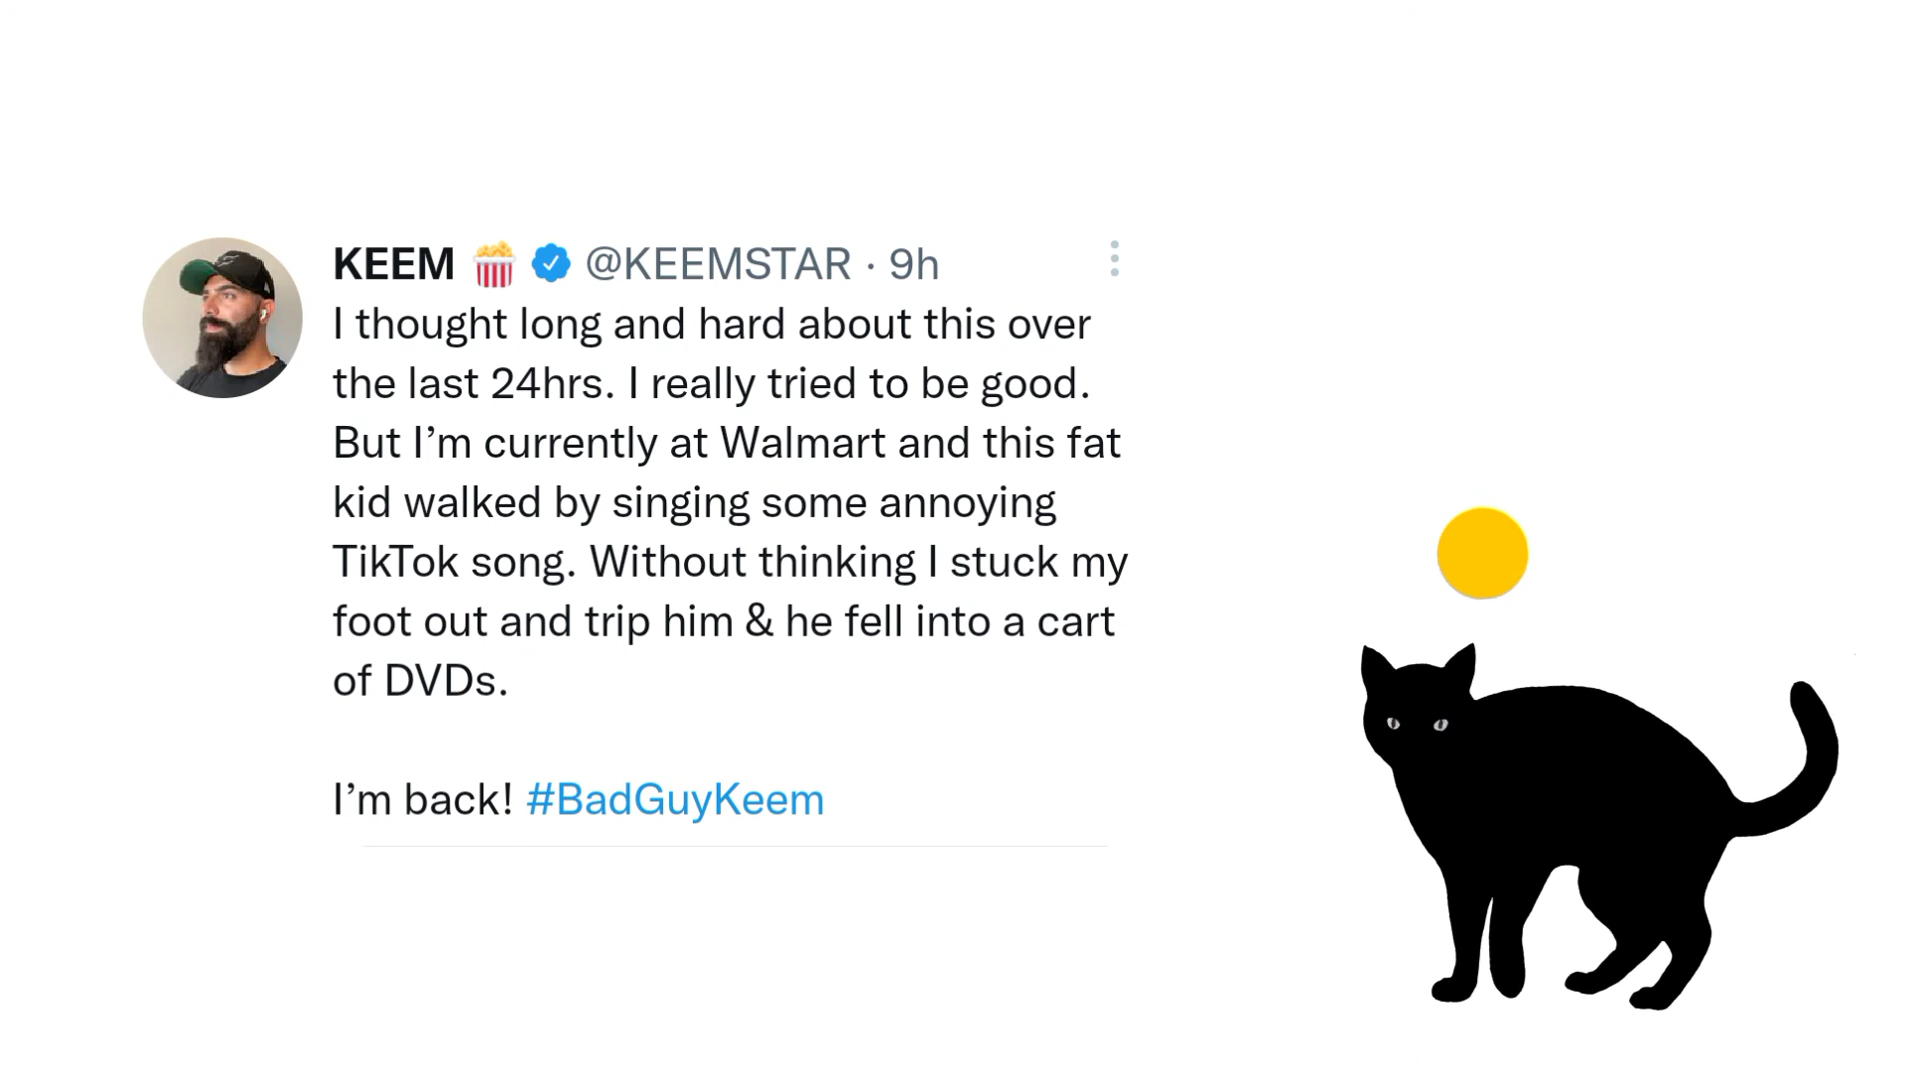 KEEM 🍿 @KEEMSTAR · 9h
I thought long and hard about this over
the last 24hrs. I really tried to be good.
But I’m currently at Walmart and this fat
kid walked by singing some annoying
TikTok song. Without thinking I stuck my
foot out and trip him & he fell into a cart
of DVDs.
I’m back! #BadGuyKeem